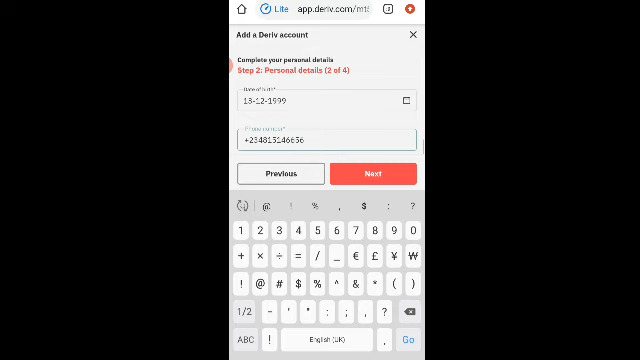 Lite app.deriv.com/mt5
Add a Deriv account
Complete your personal details
Step 2: Personal details (2 of 4)
Date of birth*
13-12-1999
Phone number*
+234815146656
Previous Next
@ ! % , $ : ?
1 2 3 4 5 6 7 8 9 0
+ × ÷ = / _ € £ ¥ ₩
! @ # $ % ^ & * ( )
1/2 - ' " : ; , ?
ABC ! English (UK) . Go